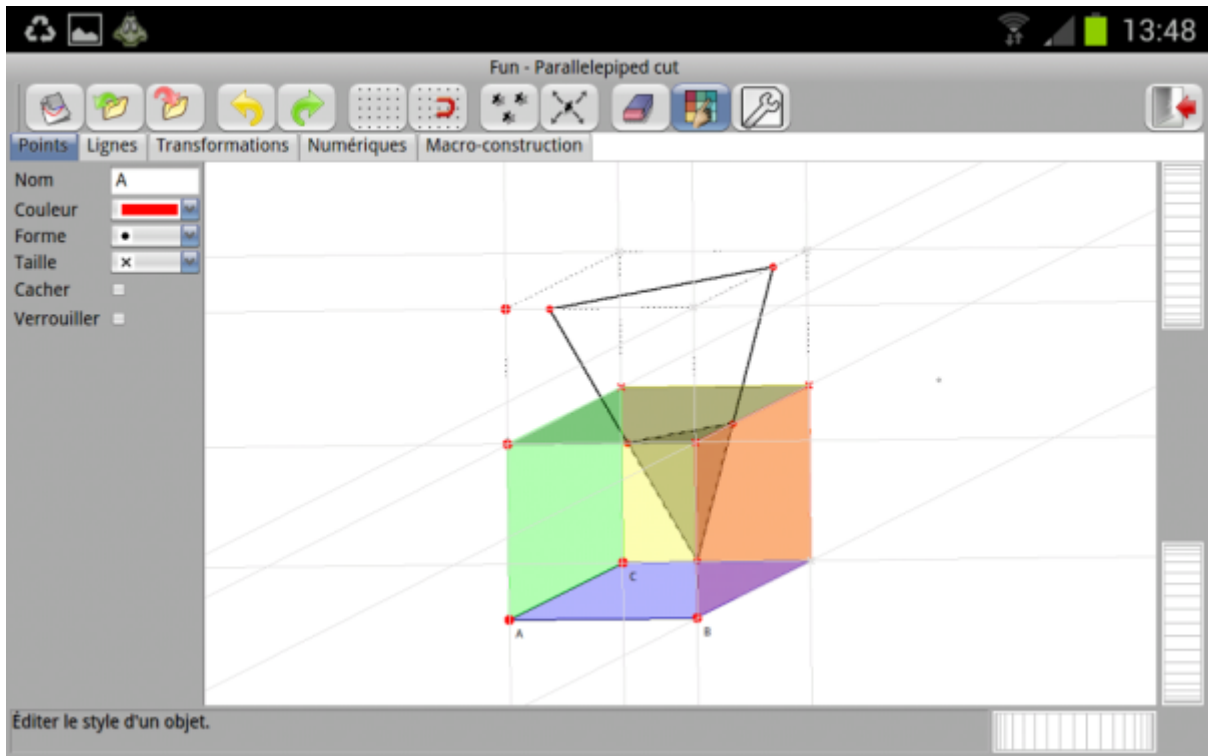 13:48
Fun - Parallelepiped cut
Points Lignes Transformations Numériques Macro-construction
Nom A
Couleur
Forme
Taille
Cacher
Verrouiller
C
A
B
Éditer le style d'un objet.